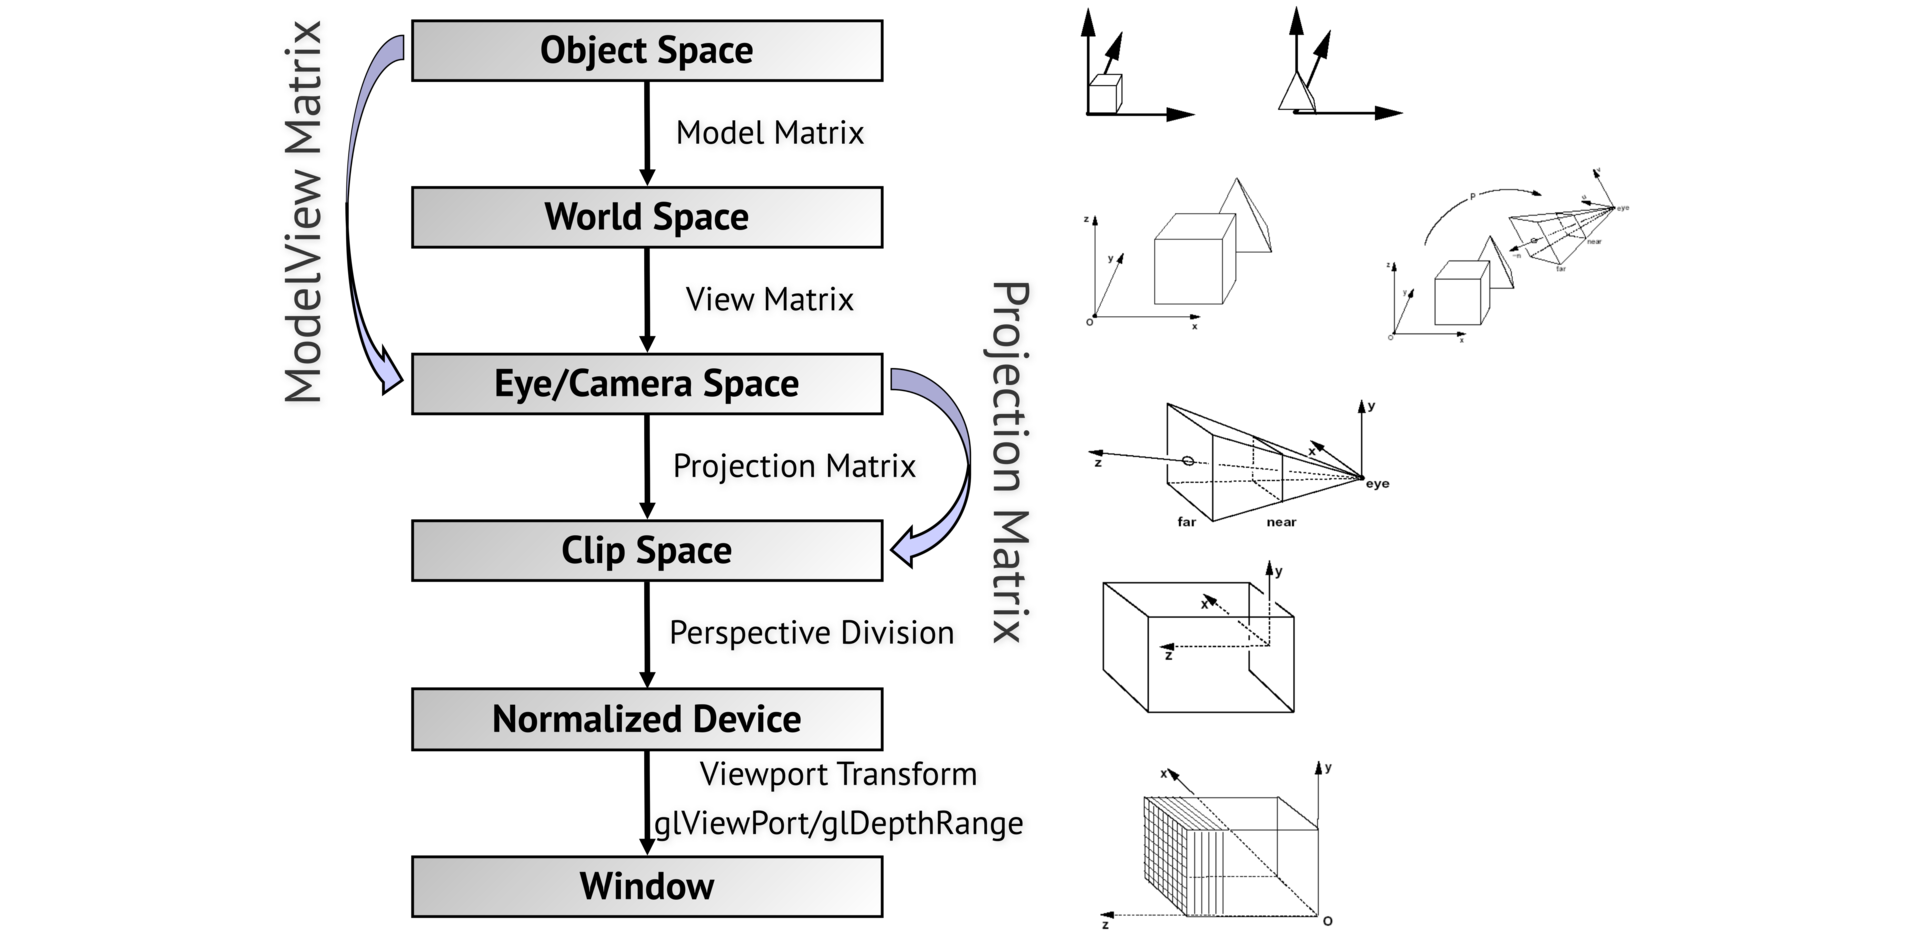 ModelView Matrix
Object Space
Model Matrix
World Space
View Matrix
Eye/Camera Space
Projection Matrix
Projection Matrix
Clip Space
Perspective Division
Normalized Device
Viewport Transform
glViewPort/glDepthRange
Window
z
y
O
x
P
eye
near
far
-n
z
y
O
x
y
x
z
eye
far
near
y
x
z
x
y
z
O